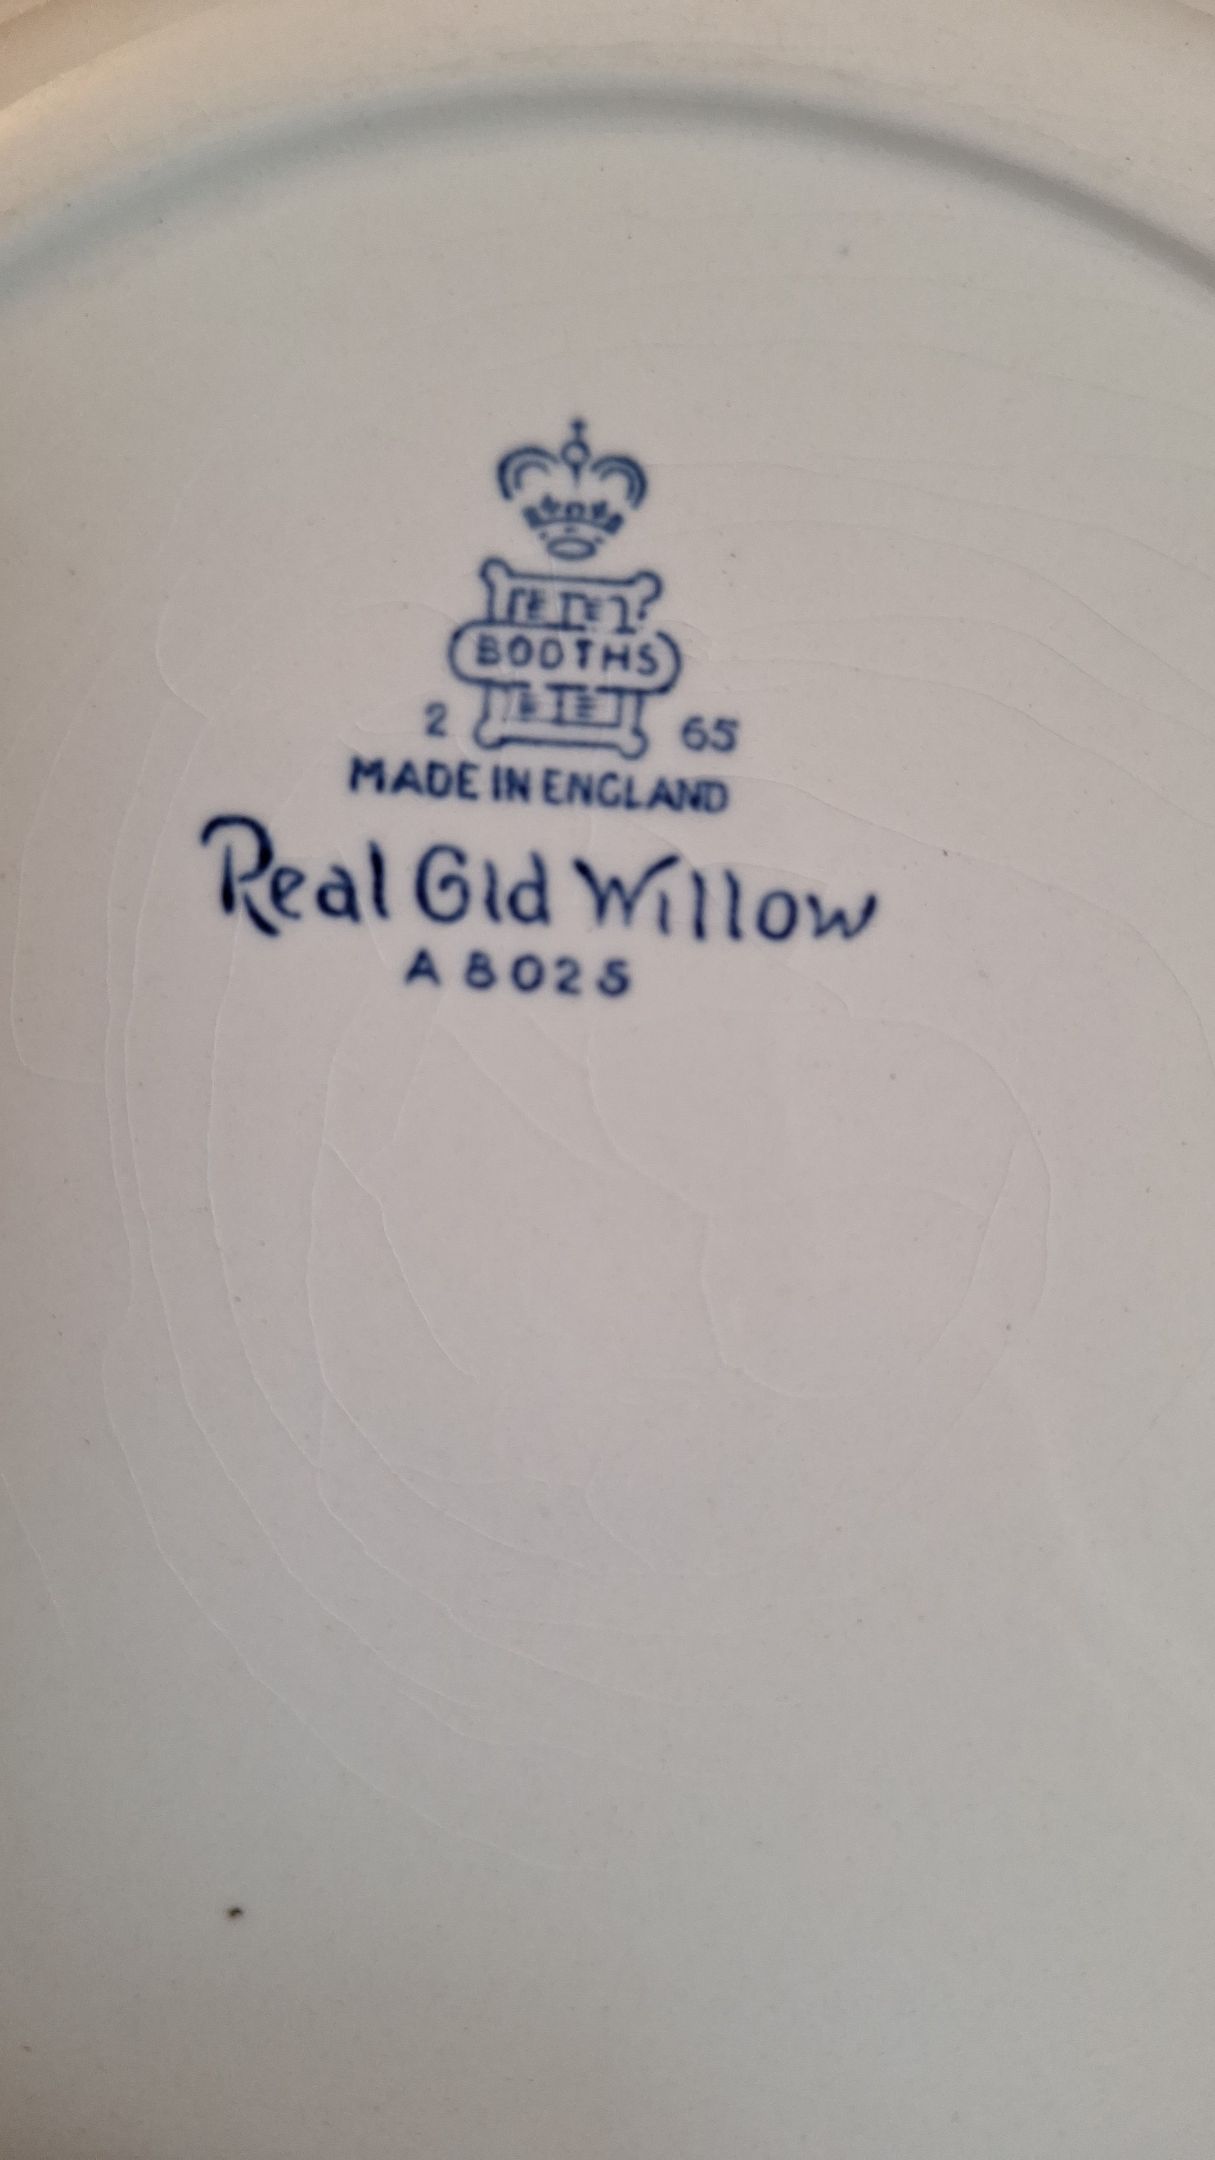 BOOTHS
2 65
MADE IN ENGLAND
Real Old Willow
A 8025